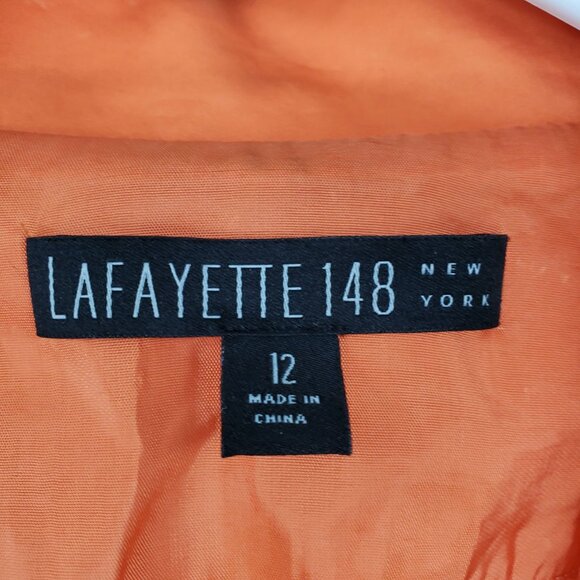 LAFAYETTE 148 NEW YORK
12
MADE IN
CHINA